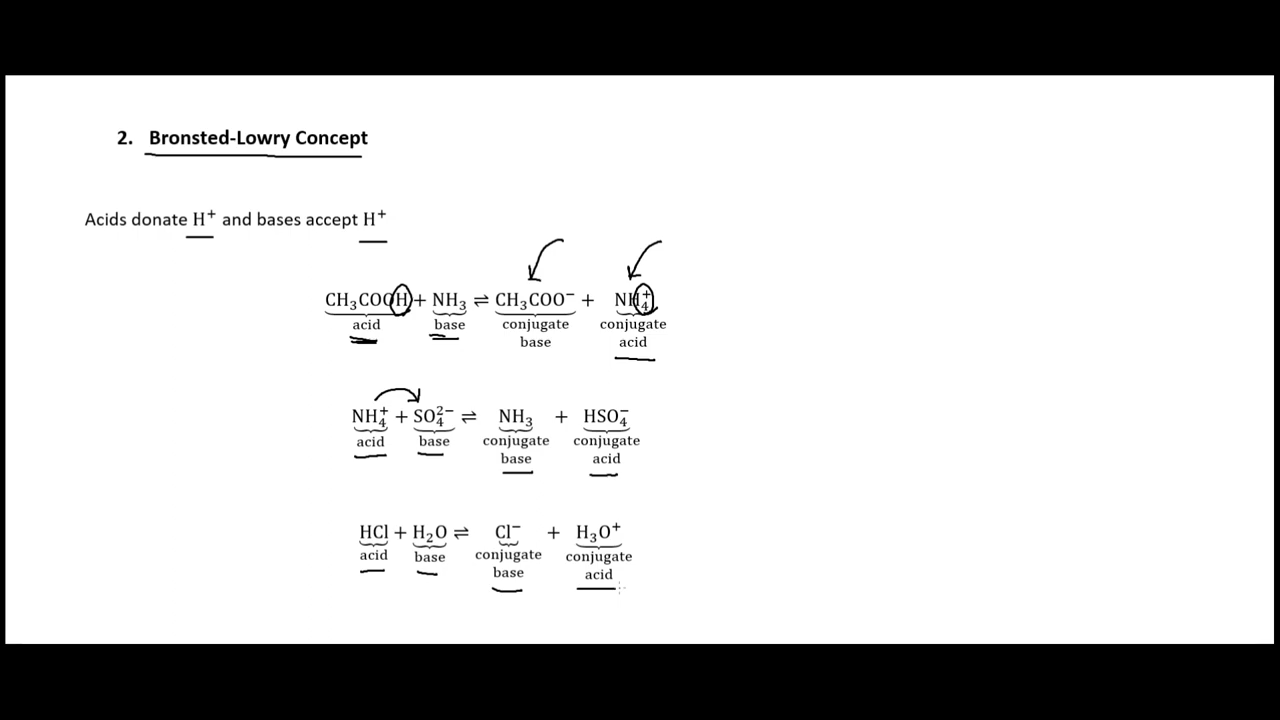 2. Bronsted-Lowry Concept
Acids donate H⁺ and bases accept H⁺
CH₃COOH + NH₃ ⇌ CH₃COO⁻ + NH₄⁺
acid base conjugate conjugate
base acid
NH₄⁺ + SO₄²⁻ ⇌ NH₃ + HSO₄⁻
acid base conjugate conjugate
base acid
HCl + H₂O ⇌ Cl⁻ + H₃O⁺
acid base conjugate conjugate
base acid